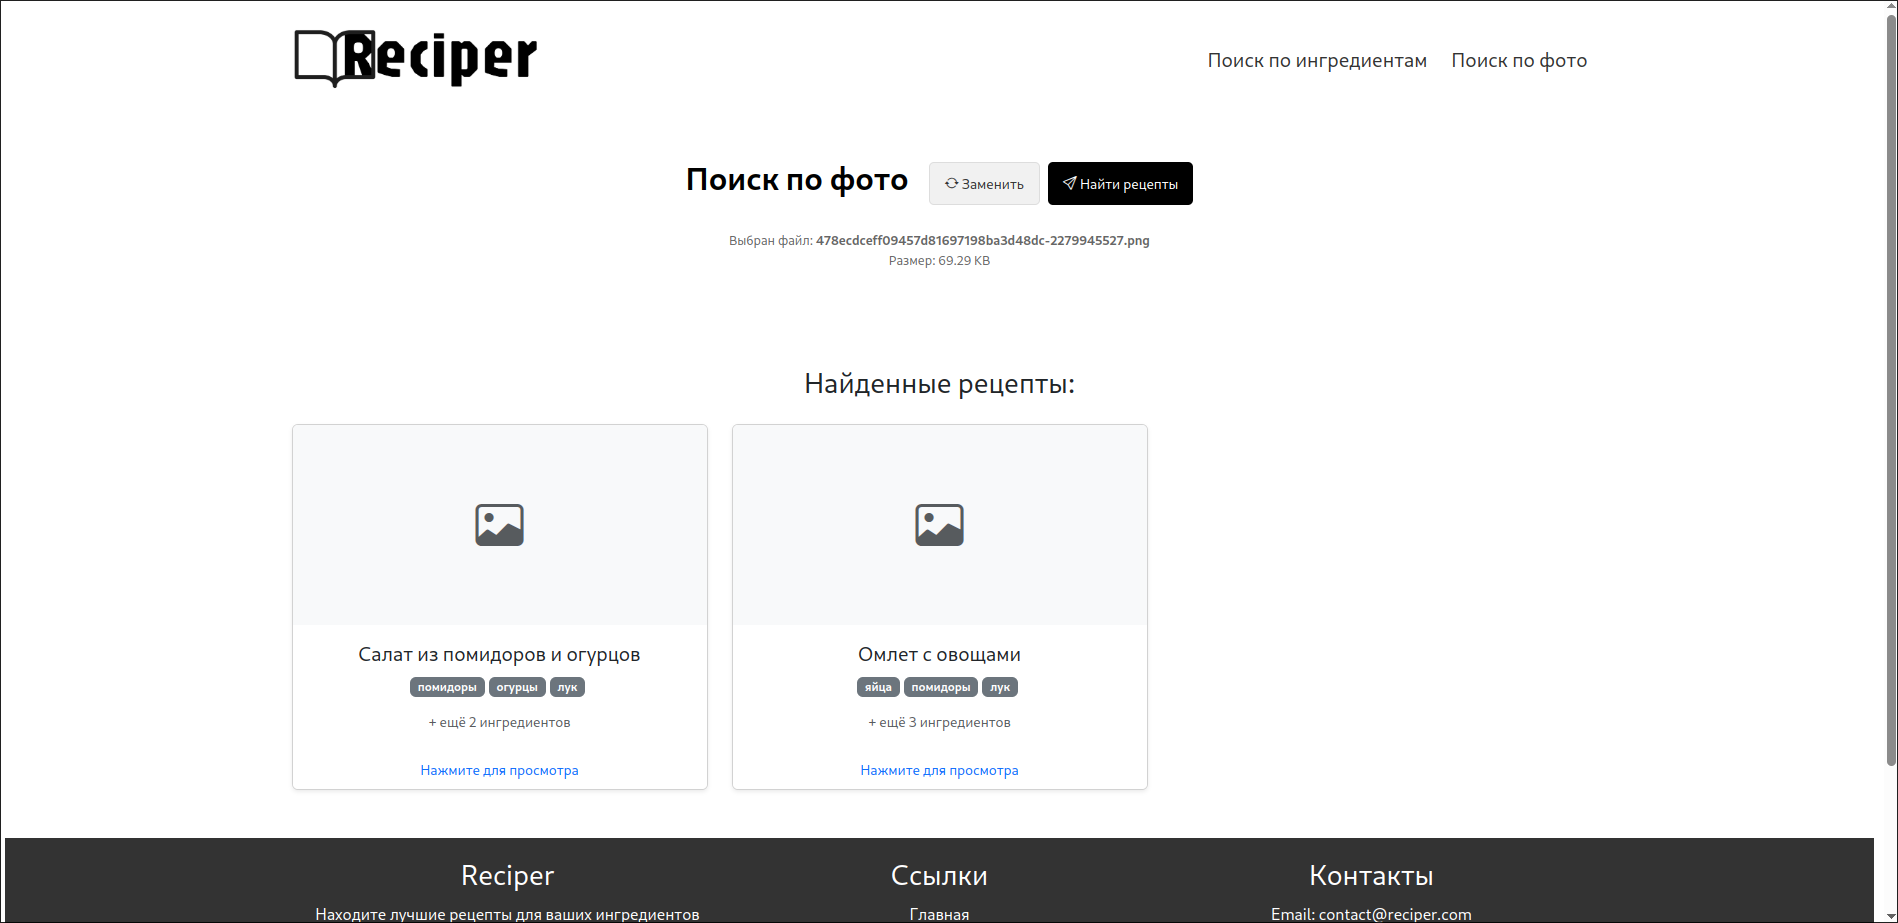 Reciper
Поиск по ингредиентам Поиск по фото
Поиск по фото Заменить Найти рецепты
Выбран файл: 478ecdceff09457d81697198ba3d48dc-2279945527.png
Размер: 69.29 KB
Найденные рецепты:
Салат из помидоров и огурцов
помидоры огурцы лук
+ ещё 2 ингредиентов
Нажмите для просмотра
Омлет с овощами
яйца помидоры лук
+ ещё 3 ингредиентов
Нажмите для просмотра
Reciper
Находите лучшие рецепты для ваших ингредиентов
Ссылки
Главная
Контакты
Email: contact@reciper.com